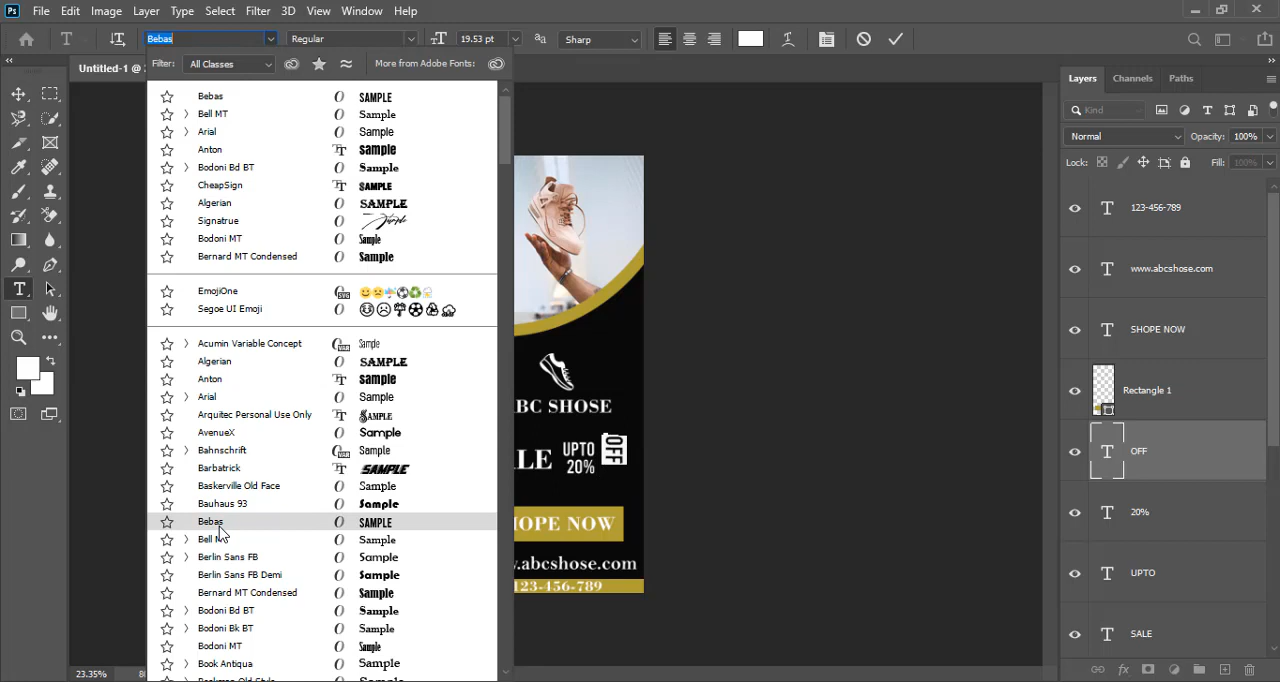 Ps File Edit Image Layer Type Select Filter 3D View Window Help
Bebas Regular 19.53 pt Sharp
Filter: All Classes More from Adobe Fonts:
Untitled-1 @
Bebas SAMPLE
Bell MT Sample
Arial Sample
Anton sample
Bodoni Bd BT Sample
CheapSign SAMPLE
Algerian SAMPLE
Signatrue Sample
Bodoni MT Sample
Bernard MT Condensed Sample
EmojiOne
Segoe UI Emoji
Acumin Variable Concept Sample
Algerian SAMPLE
Anton sample
Arial Sample
Arquitec Personal Use Only SAMPLE
AvenueX Sample
Bahnschrift Sample
Barbatrick SAMPLE
Baskerville Old Face Sample
Bauhaus 93 Sample
Bebas SAMPLE
Bell Sample
Berlin Sans FB Sample
Berlin Sans FB Demi Sample
Bernard MT Condensed Sample
Bodoni Bd BT Sample
Bodoni Bk BT Sample
Bodoni MT Sample
Book Antiqua Sample
Bookman Old Style
23.35%
BC SHOSE
LE UPTO 20% OFF
HOPE NOW
.abcshose.com
123-456-789
Layers Channels Paths
Kind
Normal Opacity: 100%
Lock: Fill: 100%
T 123-456-789
T www.abcshose.com
T SHOPE NOW
Rectangle 1
T OFF
T 20%
T UPTO
T SALE
fx